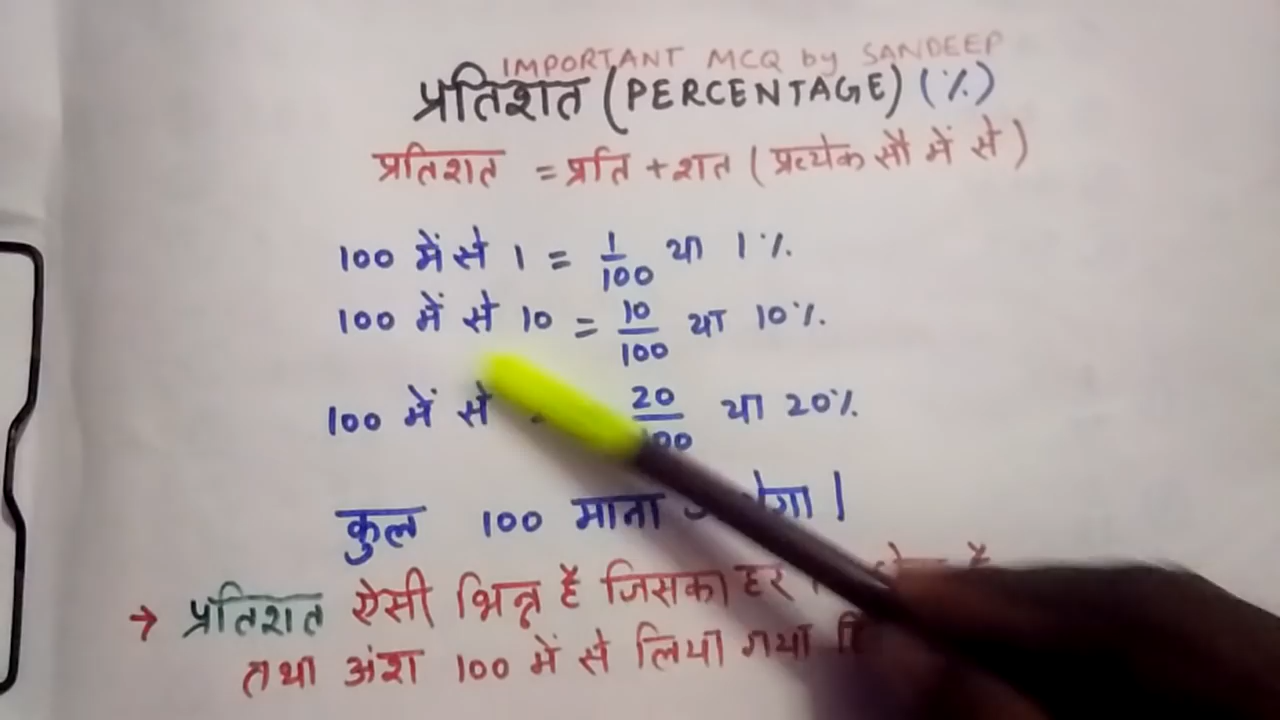 IMPORTANT MCQ by SANDEEP
प्रतिशत (PERCENTAGE) (%)
प्रतिशत = प्रति + शत ( प्रत्येक सौ में से )
100 में से 1 = 1/100 या 1%.
100 में से 10 = 10/100 या 10%.
100 में से 20/100 या 20%.
कुल 100 माना
→ प्रतिशत ऐसी भिन्न है जिसका हर
तथा अंश 100 में से लिया गया